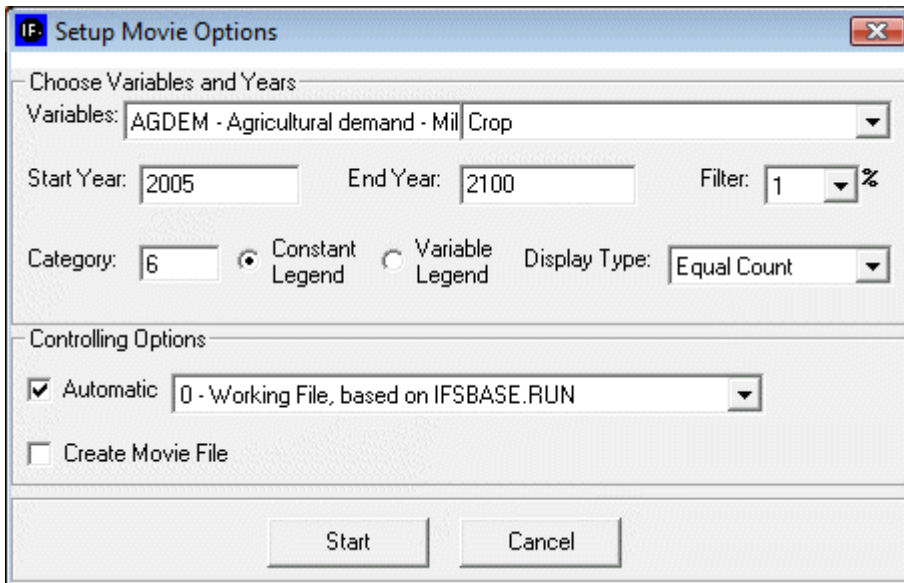 IF. Setup Movie Options
Choose Variables and Years
Variables: AGDEM - Agricultural demand - Mil Crop
Start Year: 2005 End Year: 2100 Filter: 1 %
Category: 6 Constant Legend Variable Legend Display Type: Equal Count
Controlling Options
Automatic 0 - Working File, based on IFSBASE.RUN
Create Movie File
Start Cancel